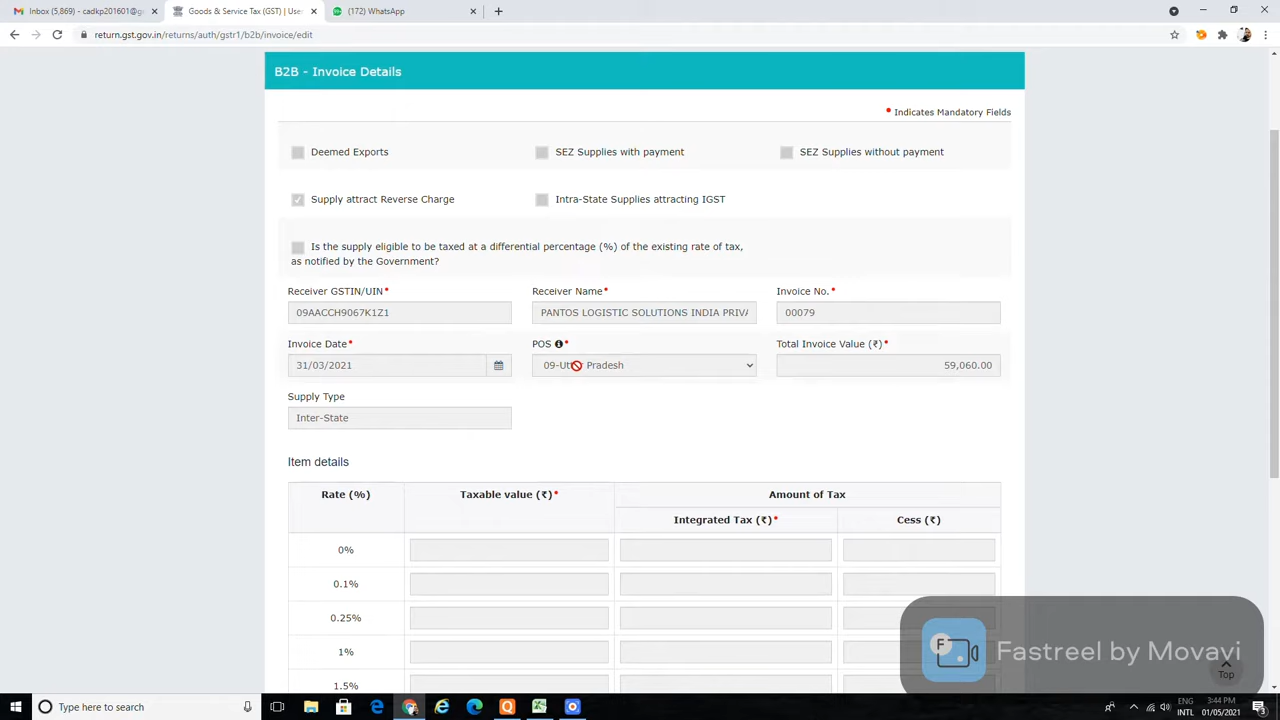 Inbox (5,869) - cadkp201601@g
Goods & Service Tax (GST) | Use
(172) WhatsApp
return.gst.gov.in/returns/auth/gstr1/b2b/invoice/edit
B2B - Invoice Details
• Indicates Mandatory Fields
Deemed Exports
SEZ Supplies with payment
SEZ Supplies without payment
Supply attract Reverse Charge
Intra-State Supplies attracting IGST
Is the supply eligible to be taxed at a differential percentage (%) of the existing rate of tax,
as notified by the Government?
Receiver GSTIN/UIN•
Receiver Name•
Invoice No.•
09AACCH9067K1Z1
PANTOS LOGISTIC SOLUTIONS INDIA PRIVA
00079
Invoice Date•
POS •
Total Invoice Value (₹)•
31/03/2021
09-Uttar Pradesh
59,060.00
Supply Type
Inter-State
Item details
Rate (%)
Taxable value (₹)•
Amount of Tax
Integrated Tax (₹)•
Cess (₹)
0%
0.1%
0.25%
1%
1.5%
Fastreel by Movavi
Top
Type here to search
ENG
INTL
3:44 PM
01/05/2021